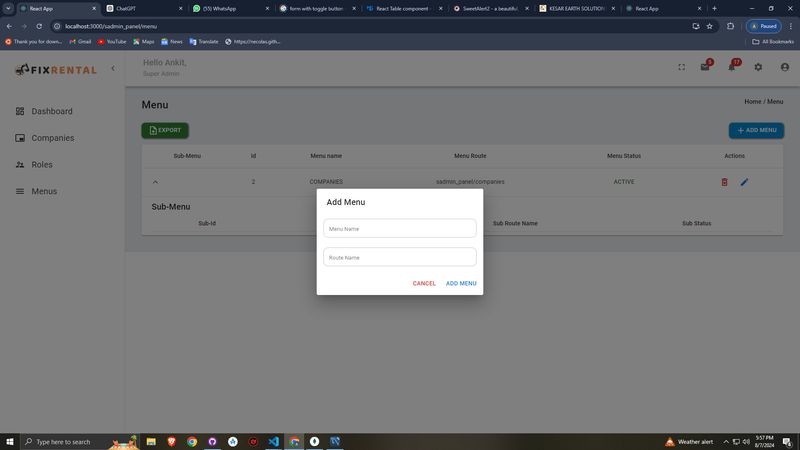 React App
ChatGPT
(55) WhatsApp
form with toggle button
React Table component
SweetAlert2 - a beautiful
KESAR EARTH SOLUTION
React App
localhost:3000/sadmin_panel/menu
Paused
Thank you for down...
Gmail
YouTube
Maps
News
Translate
https://necolas.gith...
All Bookmarks
FIXRENTAL
Hello Ankit,
Super Admin
5
17
Dashboard
Companies
Roles
Menus
Menu
Home / Menu
EXPORT
ADD MENU
Sub-Menu Id Menu name Menu Route Menu Status Actions
2 COMPANIES sadmin_panel/companies ACTIVE
Sub-Menu
Sub-Id Sub Route Name Sub Status
Add Menu
Menu Name
Route Name
CANCEL ADD MENU
Type here to search
Weather alert
5:57 PM
8/7/2024